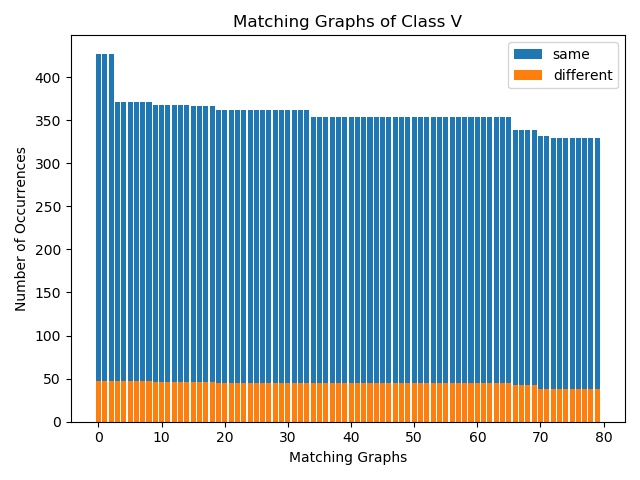 Matching Graphs of Class V
same
different
Number of Occurrences
400
350
300
250
200
150
100
50
0
0 10 20 30 40 50 60 70 80
Matching Graphs